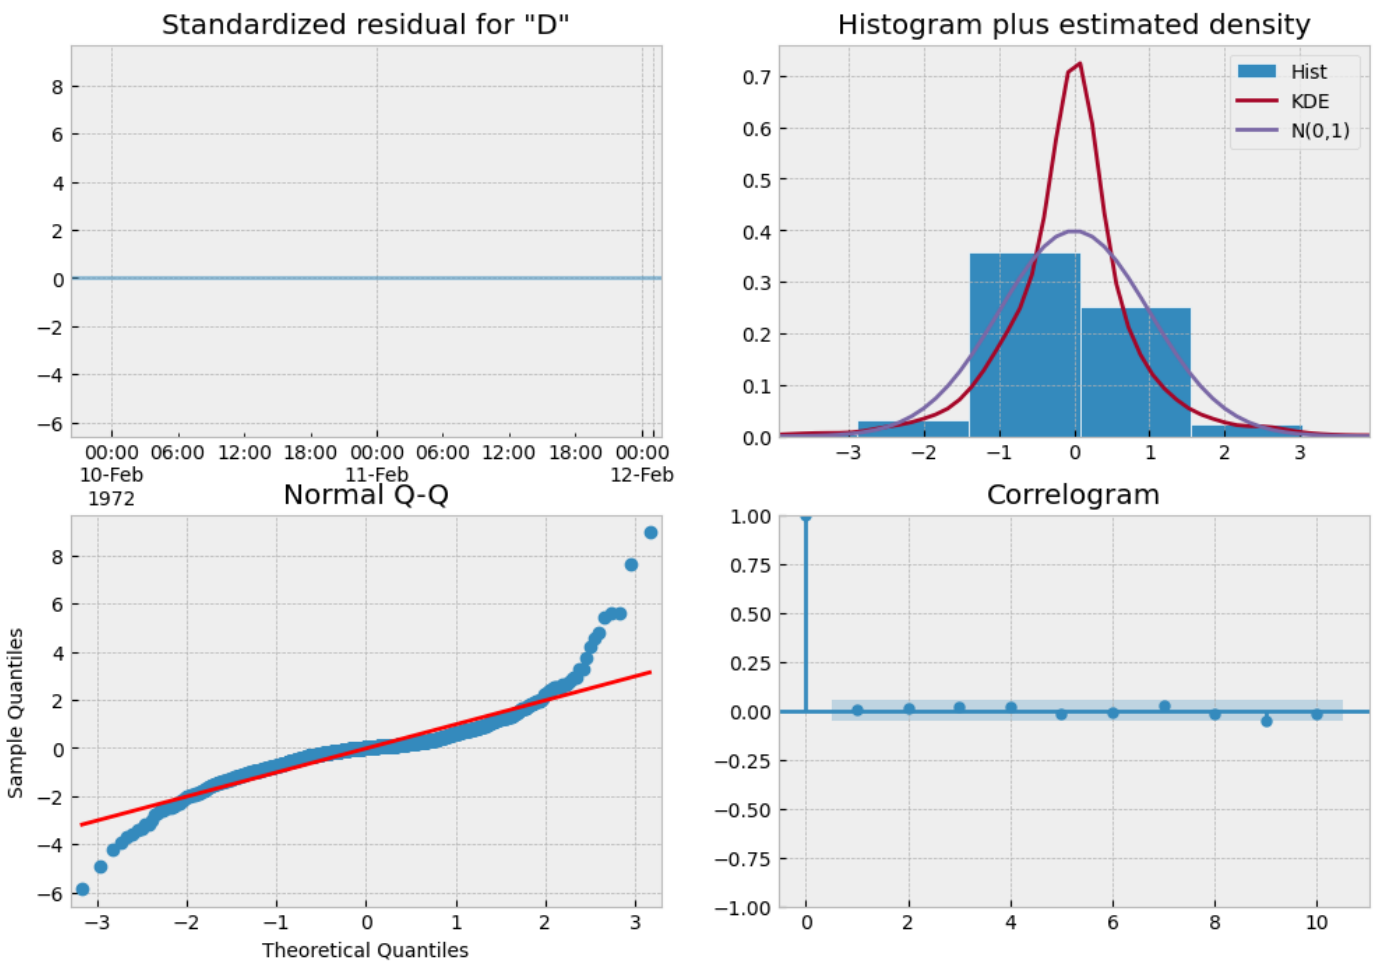 Standardized residual for "D"
8
6
4
2
0
−2
−4
−6
00:00 06:00 12:00 18:00 00:00 06:00 12:00 18:00 00:00
10-Feb 11-Feb 12-Feb
1972
Histogram plus estimated density
Hist
KDE
N(0,1)
0.7
0.6
0.5
0.4
0.3
0.2
0.1
0.0
−3 −2 −1 0 1 2 3
Normal Q-Q
Sample Quantiles
8
6
4
2
0
−2
−4
−6
−3 −2 −1 0 1 2 3
Theoretical Quantiles
Correlogram
1.00
0.75
0.50
0.25
0.00
−0.25
−0.50
−0.75
−1.00
0 2 4 6 8 10